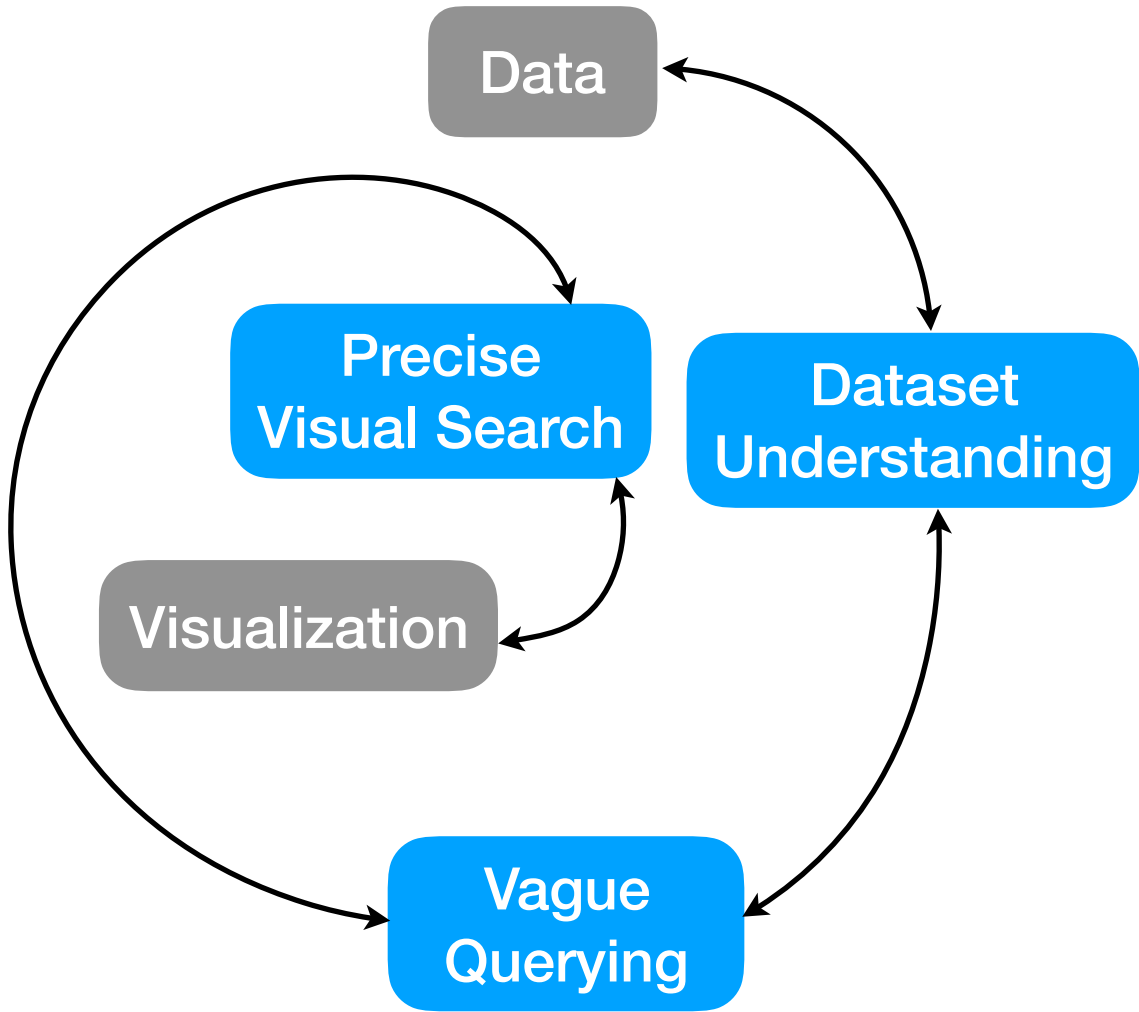 Data
Precise
Visual Search
Dataset
Understanding
Visualization
Vague
Querying